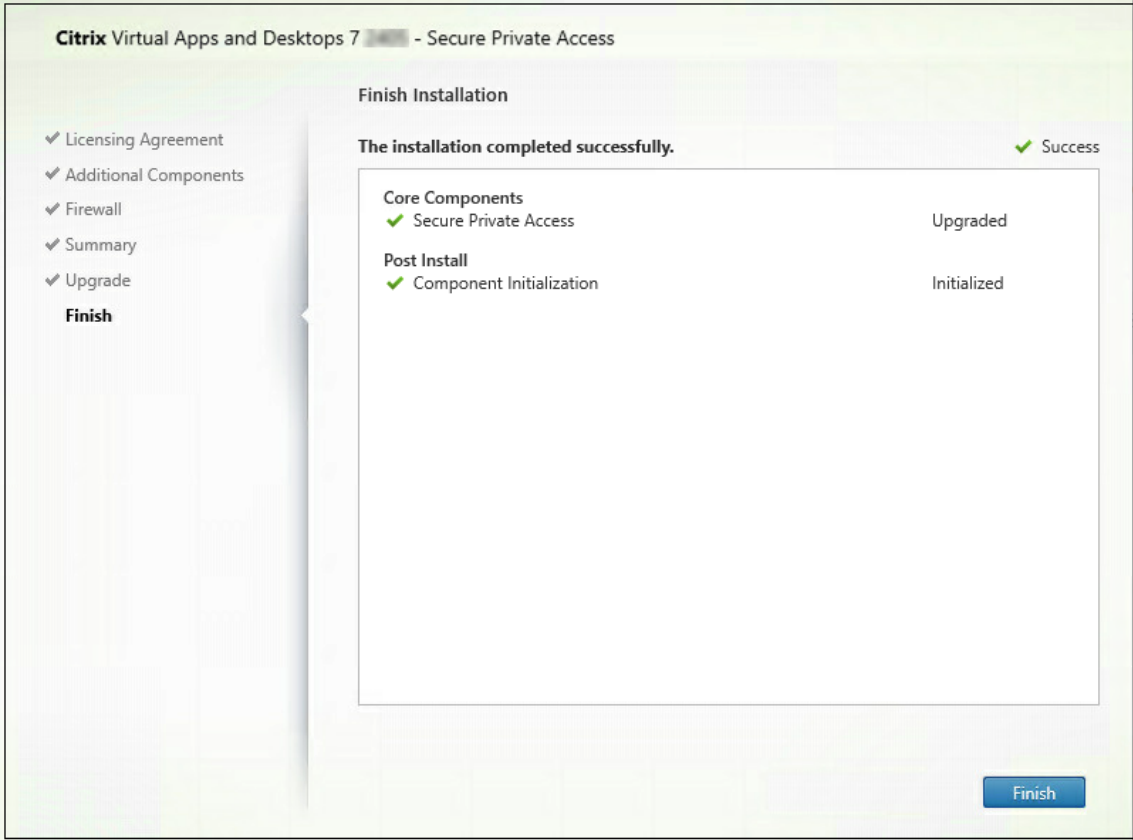 Citrix Virtual Apps and Desktops 7 - Secure Private Access
Finish Installation
Licensing Agreement
Additional Components
Firewall
Summary
Upgrade
Finish
The installation completed successfully. Success
Core Components
Secure Private Access Upgraded
Post Install
Component Initialization Initialized
Finish